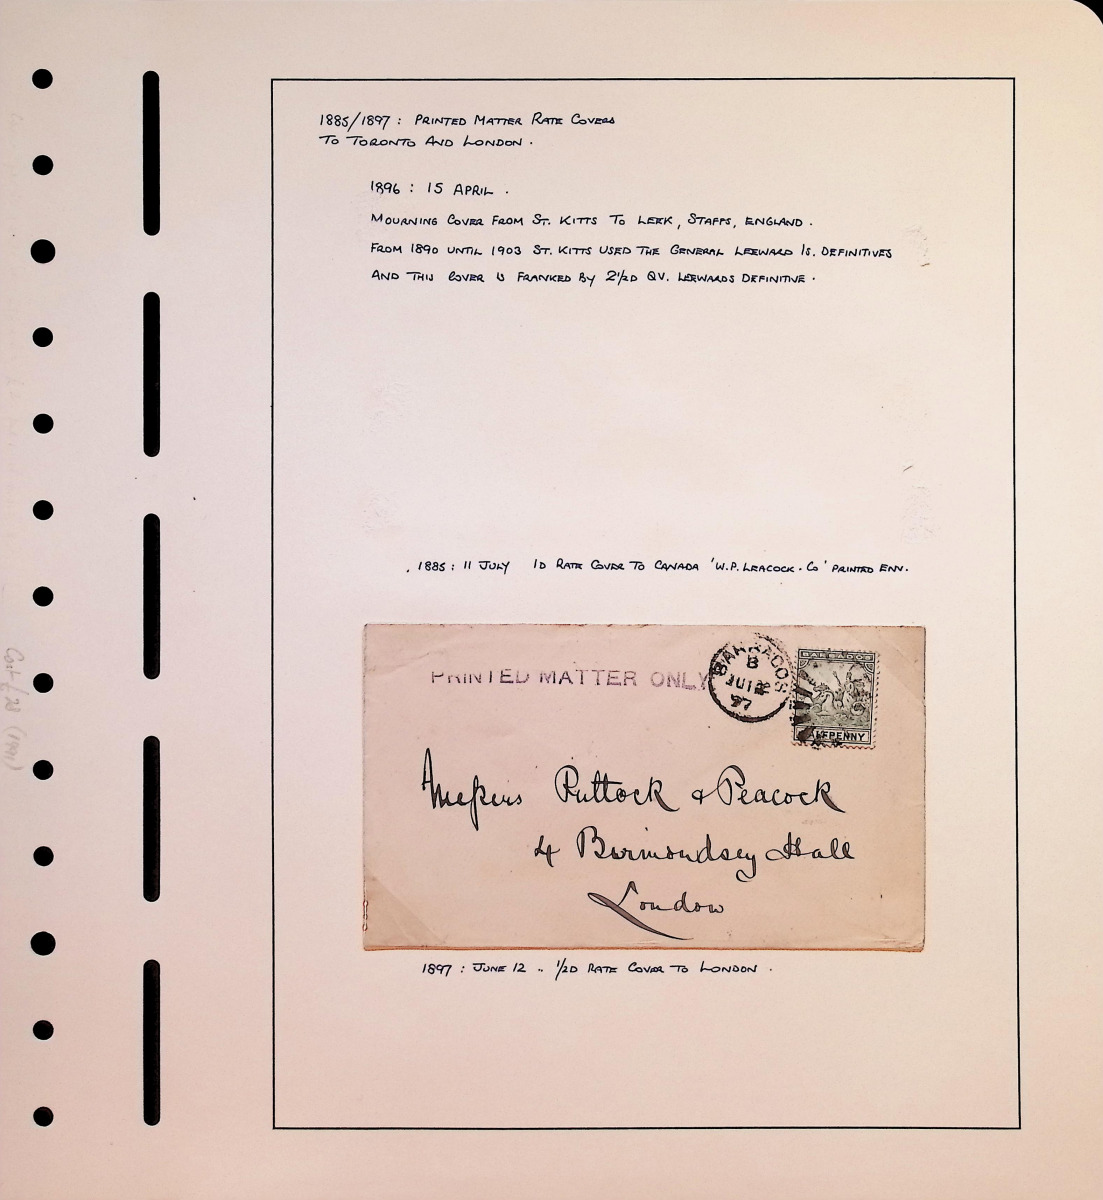 1885/1897 : PRINTED MATTER RATE COVERS
TO TORONTO AND LONDON .
1896 : 15 APRIL .
MOURNING COVER FROM ST. KITTS TO LEEK, STAFFS, ENGLAND .
FROM 1890 UNTIL 1903 ST. KITTS USED THE GENERAL LEEWARD IS. DEFINITIVES
AND THIS COVER IS FRANKED BY 2½D QV. LEEWARDS DEFINITIVE .
. 1885 : 11 JULY 1D RATE COVER TO CANADA 'W.P. LEACOCK . CO' PRINTED ENV.
PRINTED MATTER ONLY
BARBADOS
B
97
HALFPENNY
Messrs Puttock & Peacock
4 Burmondsey Hall
London
1897 : JUNE 12 .. ½D RATE COVER TO LONDON .